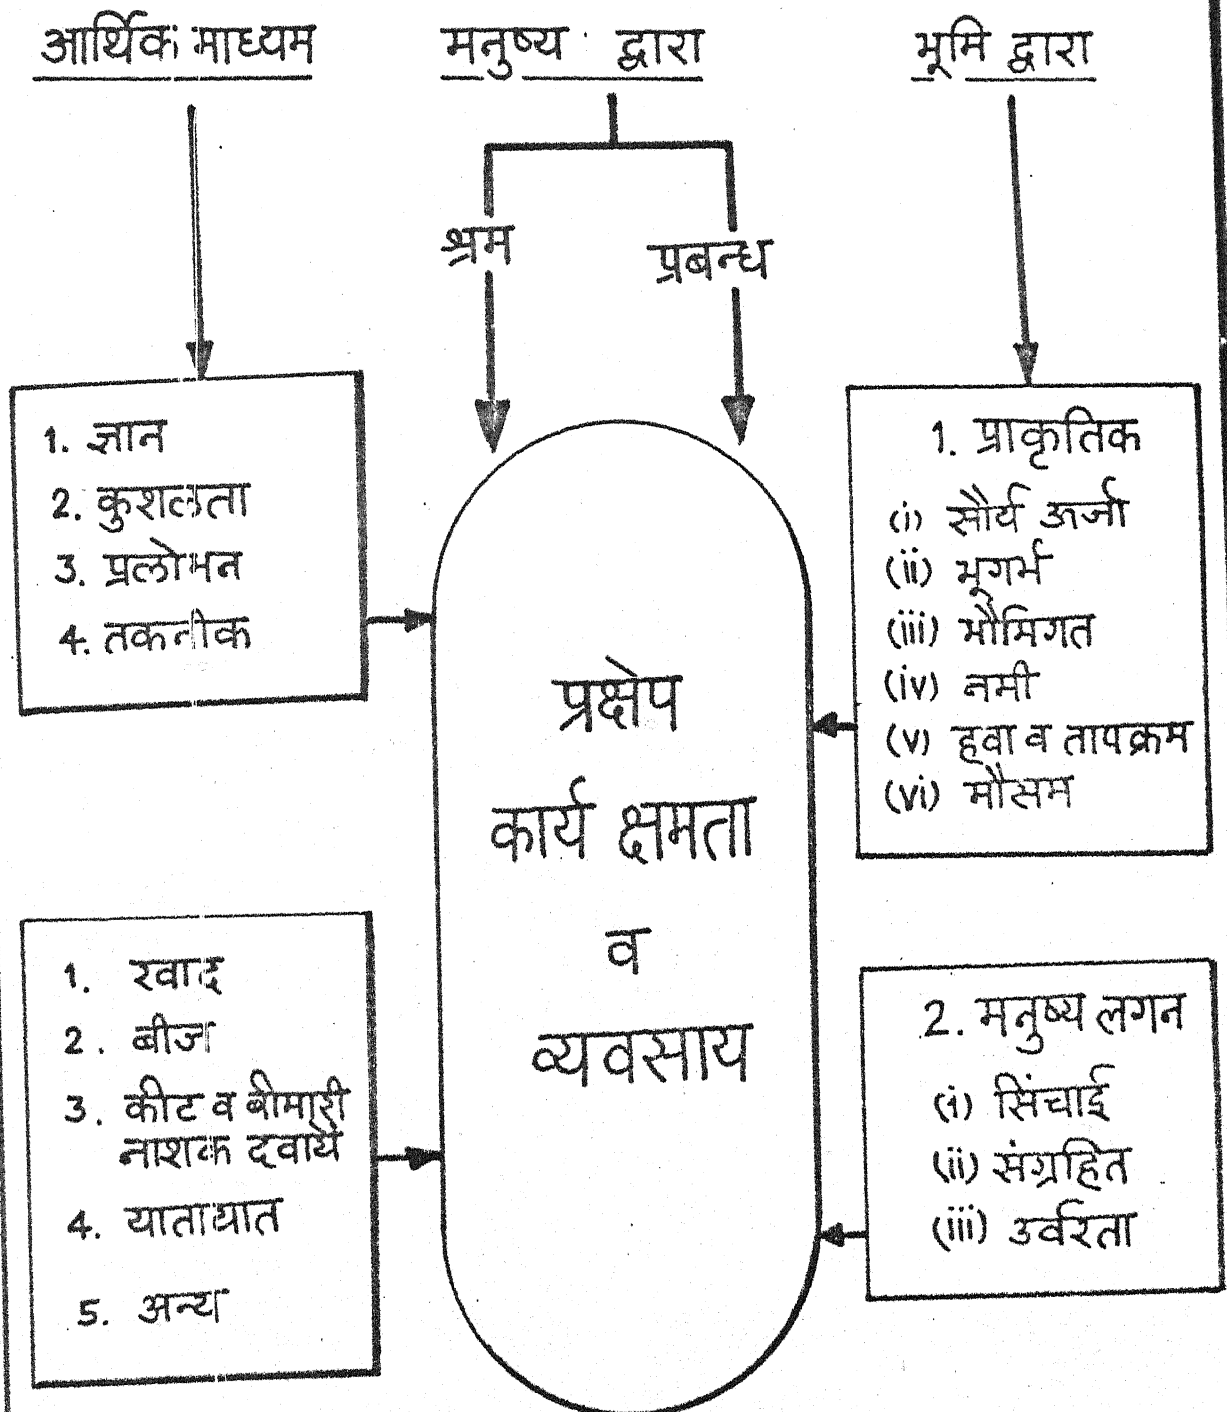 आर्थिक माध्यम
मनुष्य द्वारा
भूमि द्वारा
श्रम
प्रबन्ध
1. ज्ञान
2. कुशलता
3. प्रलोभन
4. तकनीक
1. खाद
2. बीज
3. कीट व बीमारी
नाशक दवायें
4. यातायात
5. अन्य
प्रक्षेप
कार्य क्षमता
व
व्यवसाय
1. प्राकृतिक
(i) सौर्य ऊर्जा
(ii) भूगर्भ
(iii) भौमिगत
(iv) नमी
(v) हवा व तापक्रम
(vi) मौसम
2. मनुष्य लगन
(i) सिंचाई
(ii) संग्रहित
(iii) उर्वरता